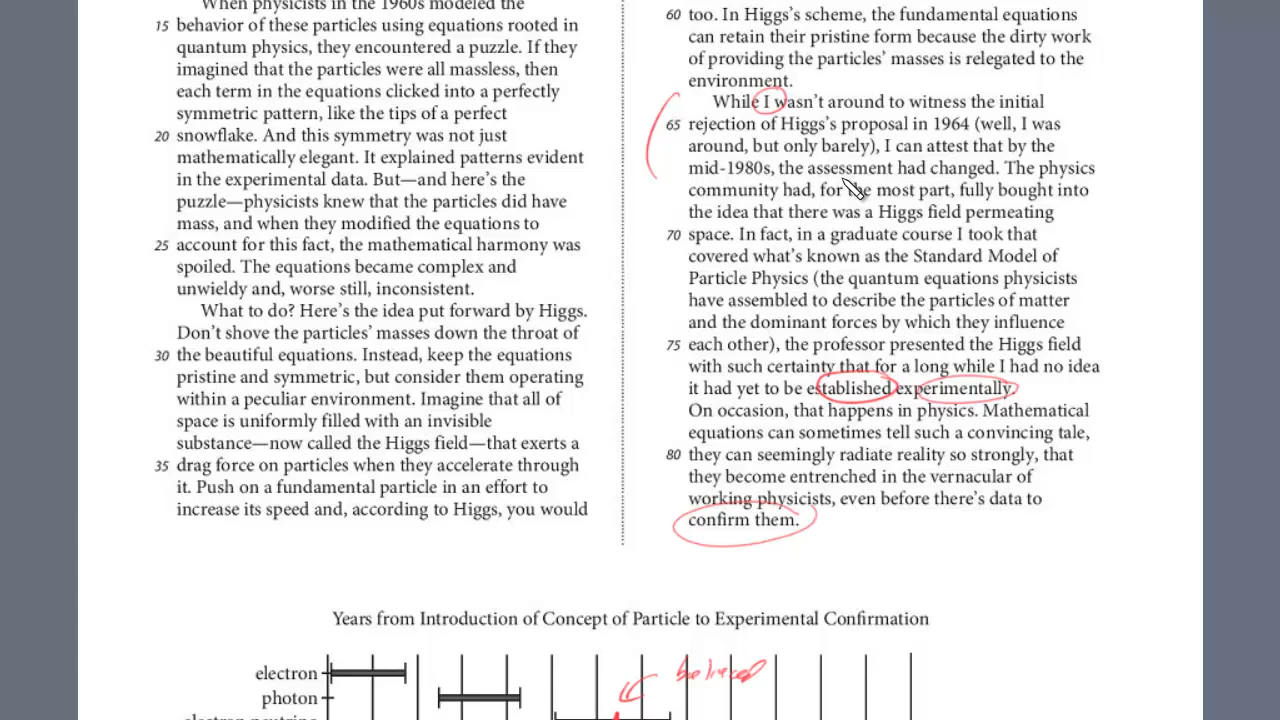 When physicists in the 1960s modeled the
15 behavior of these particles using equations rooted in
quantum physics, they encountered a puzzle. If they
imagined that the particles were all massless, then
each term in the equations clicked into a perfectly
symmetric pattern, like the tips of a perfect
20 snowflake. And this symmetry was not just
mathematically elegant. It explained patterns evident
in the experimental data. But—and here’s the
puzzle—physicists knew that the particles did have
mass, and when they modified the equations to
25 account for this fact, the mathematical harmony was
spoiled. The equations became complex and
unwieldy and, worse still, inconsistent.
What to do? Here’s the idea put forward by Higgs.
Don’t shove the particles’ masses down the throat of
30 the beautiful equations. Instead, keep the equations
pristine and symmetric, but consider them operating
within a peculiar environment. Imagine that all of
space is uniformly filled with an invisible
substance—now called the Higgs field—that exerts a
35 drag force on particles when they accelerate through
it. Push on a fundamental particle in an effort to
increase its speed and, according to Higgs, you would
60 too. In Higgs’s scheme, the fundamental equations
can retain their pristine form because the dirty work
of providing the particles’ masses is relegated to the
environment.
While I wasn’t around to witness the initial
65 rejection of Higgs’s proposal in 1964 (well, I was
around, but only barely), I can attest that by the
mid-1980s, the assessment had changed. The physics
community had, for the most part, fully bought into
the idea that there was a Higgs field permeating
70 space. In fact, in a graduate course I took that
covered what’s known as the Standard Model of
Particle Physics (the quantum equations physicists
have assembled to describe the particles of matter
and the dominant forces by which they influence
75 each other), the professor presented the Higgs field
with such certainty that for a long while I had no idea
it had yet to be established experimentally.
On occasion, that happens in physics. Mathematical
equations can sometimes tell such a convincing tale,
80 they can seemingly radiate reality so strongly, that
they become entrenched in the vernacular of
working physicists, even before there’s data to
confirm them.
Years from Introduction of Concept of Particle to Experimental Confirmation
electron
photon
electron neutrino